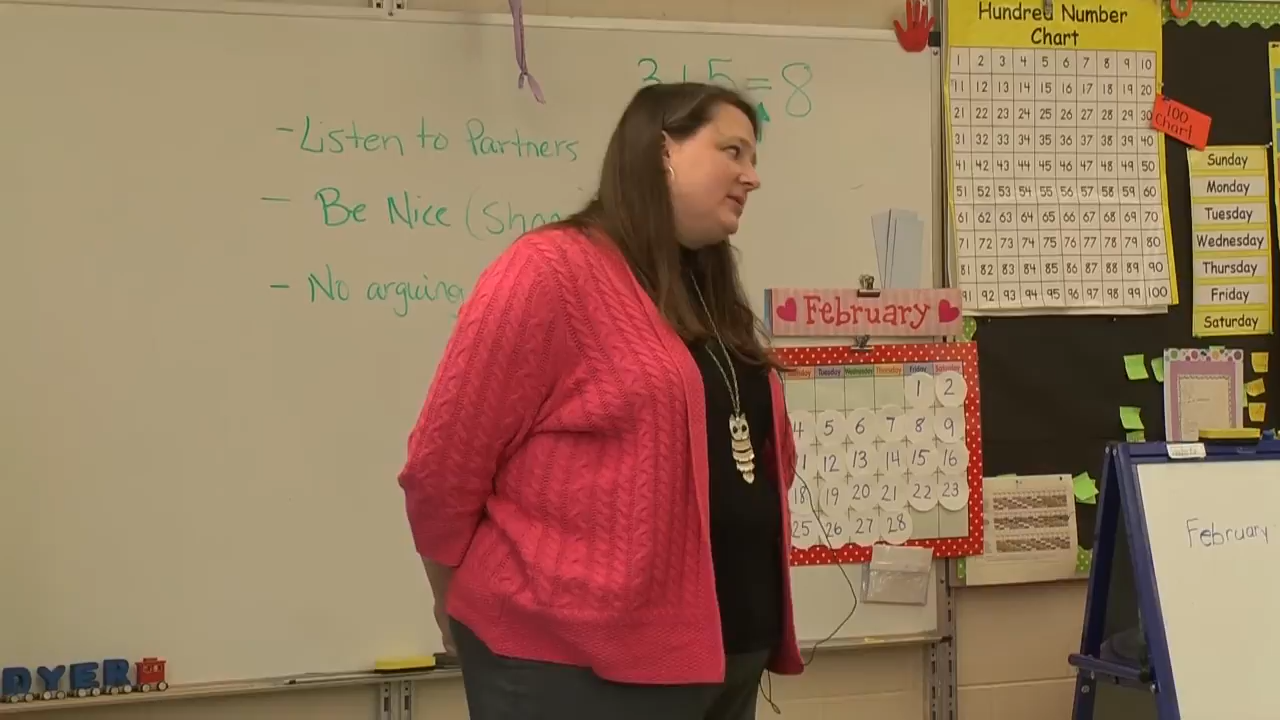 3+5=8
-Listen to Partners
- Be Nice (Sha
- No arguing
Hundred Number
Chart
1 2 3 4 5 6 7 8 9 10
11 12 13 14 15 16 17 18 19 20
21 22 23 24 25 26 27 28 29 30
31 32 33 34 35 36 37 38 39 40
41 42 43 44 45 46 47 48 49 50
51 52 53 54 55 56 57 58 59 60
61 62 63 64 65 66 67 68 69 70
71 72 73 74 75 76 77 78 79 80
81 82 83 84 85 86 87 88 89 90
91 92 93 94 95 96 97 98 99 100
100
Chart
Sunday
Monday
Tuesday
Wednesday
Thursday
Friday
Saturday
February
Tuesday Wednesday Thursday Friday Saturday
1 2
4 5 6 7 8 9
11 12 13 14 15 16
18 19 20 21 22 23
25 26 27 28
February
DYER